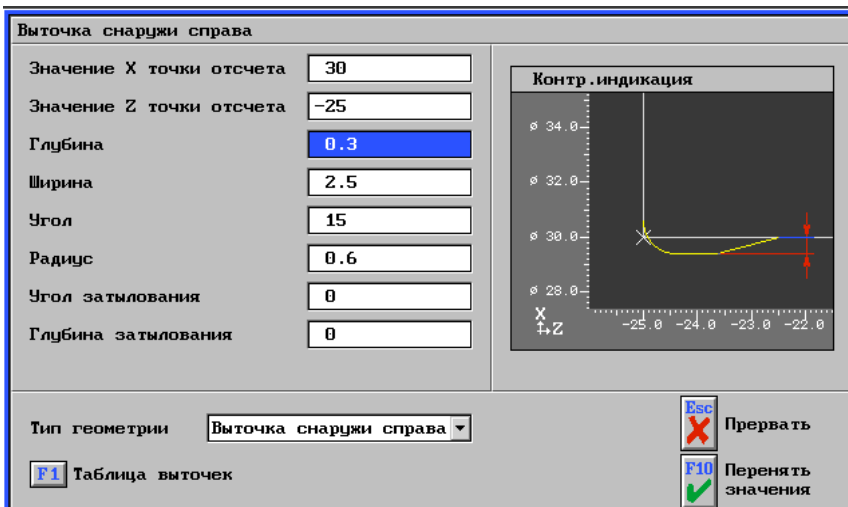 Выточка снаружи справа
Значение X точки отсчета 30
Значение Z точки отсчета -25
Глубина 0.3
Ширина 2.5
Угол 15
Радиус 0.6
Угол затылования 0
Глубина затылования 0
Контр.индикация
ø 34.0
ø 32.0
ø 30.0
ø 28.0
X
Z
-25.0 -24.0 -23.0 -22.0
Тип геометрии Выточка снаружи справа
F1 Таблица выточек
Esc Прервать
F10 Перенять
значения